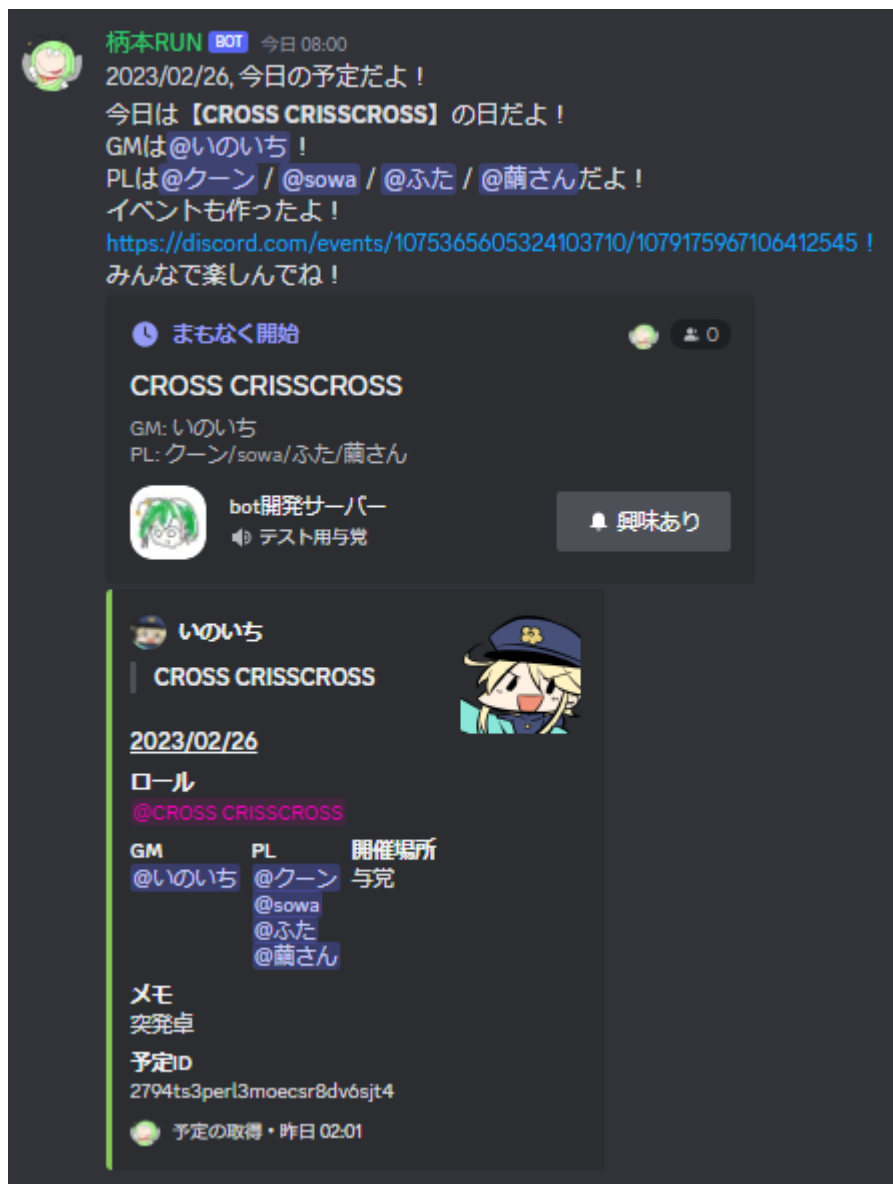 柄本RUN BOT 今日 08:00
2023/02/26, 今日の予定だよ！
今日は【CROSS CRISSCROSS】の日だよ！
GMは@いのいち！
PLは@クーン / @sowa / @ふた / @繭さんだよ！
イベントも作ったよ！
https://discord.com/events/1075365605324103710/1079175967106412545！
みんなで楽しんでね！
まもなく開始 0
CROSS CRISSCROSS
GM: いのいち
PL: クーン/sowa/ふた/繭さん
bot開発サーバー
テスト用与党
興味あり
いのいち
CROSS CRISSCROSS
2023/02/26
ロール
@CROSS CRISSCROSS
GM PL 開催場所
@いのいち @クーン 与党
@sowa
@ふた
@繭さん
メモ
突発卓
予定ID
2794ts3perl3moecsr8dv6sjt4
予定の取得・昨日 02:01